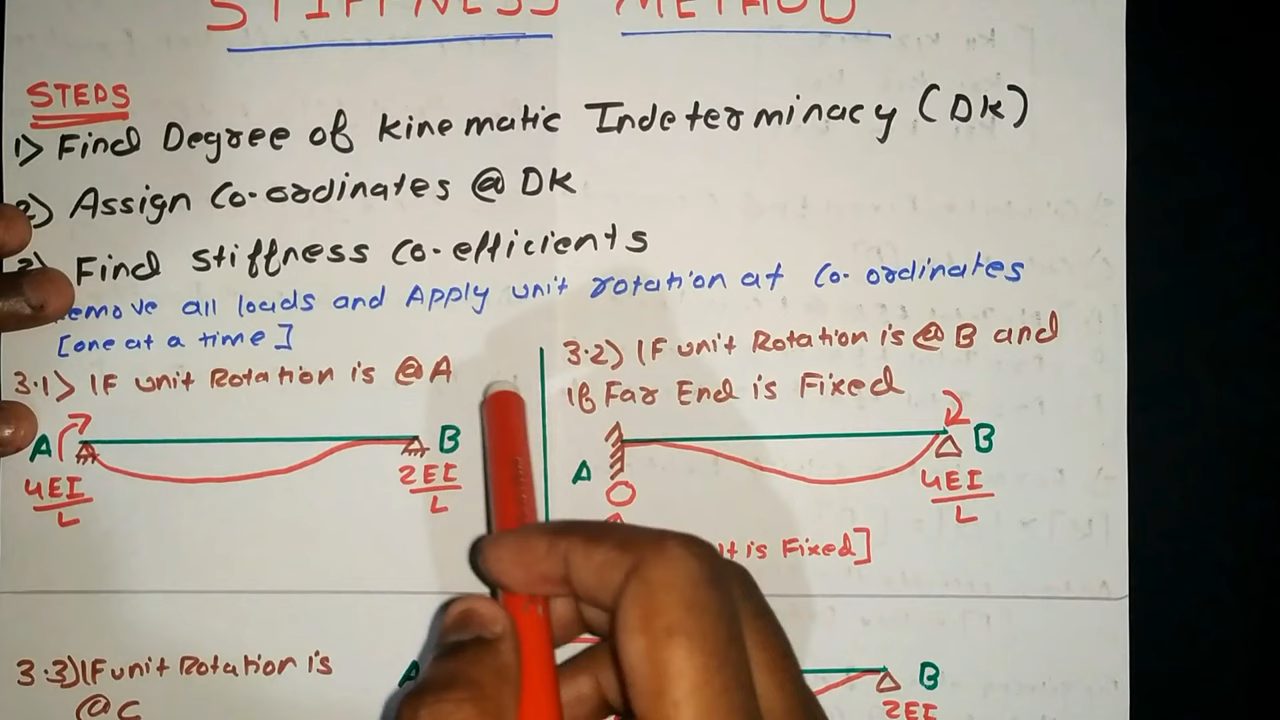 STIFFNESS METHOD
STEPS
1) Find Degree of kinematic Indeterminacy (DK)
2) Assign Co-ordinates @ DK
Find stiffness co-efficients
emove all loads and Apply unit rotation at co-ordinates
[one at a time]
3.1) IF unit Rotation is @A
A B
4EI/L 2EI/L
3.2) IF unit Rotation is @ B and
if Far End is Fixed
A B
O 4EI/L
it is Fixed]
3.3) IF unit Rotation is
@C
A B
2EI